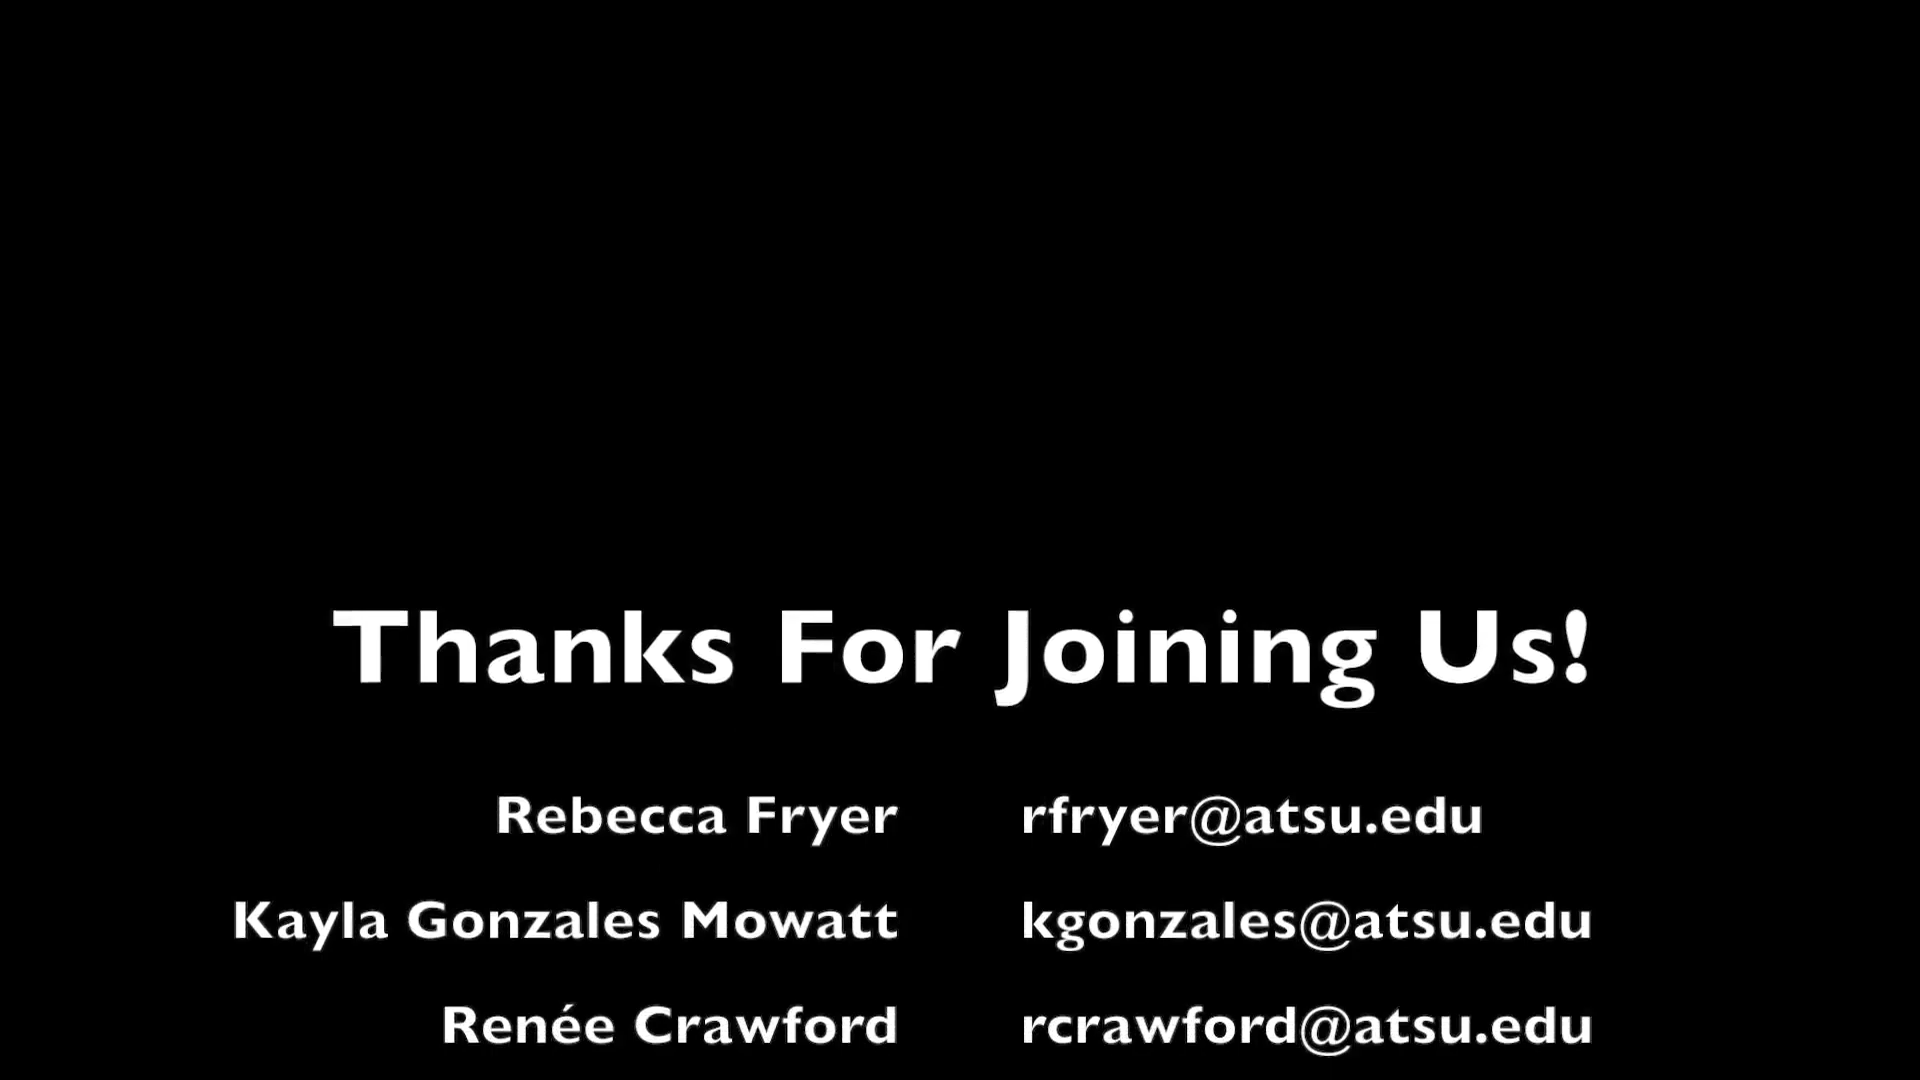 Thanks For Joining Us!
Rebecca Fryer rfryer@atsu.edu
Kayla Gonzales Mowatt kgonzales@atsu.edu
Renée Crawford rcrawford@atsu.edu